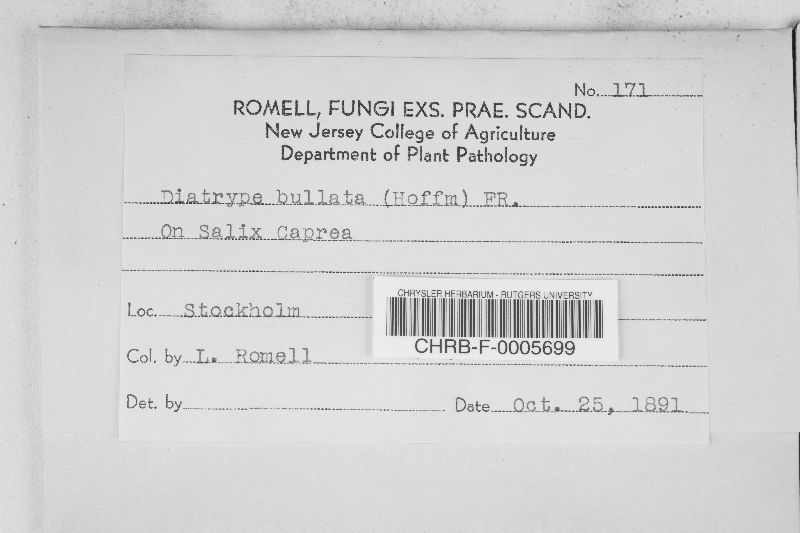 No. 171
ROMELL, FUNGI EXS. PRAE. SCAND.
New Jersey College of Agriculture
Department of Plant Pathology
Diatrype bullata (Hoffm) FR.
On Salix Caprea
CHRYSLER HERBARIUM - RUTGERS UNIVERSITY
CHRB-F-0005699
Loc. Stockholm
Col. by L. Romell
Det. by Date Oct. 25, 1891